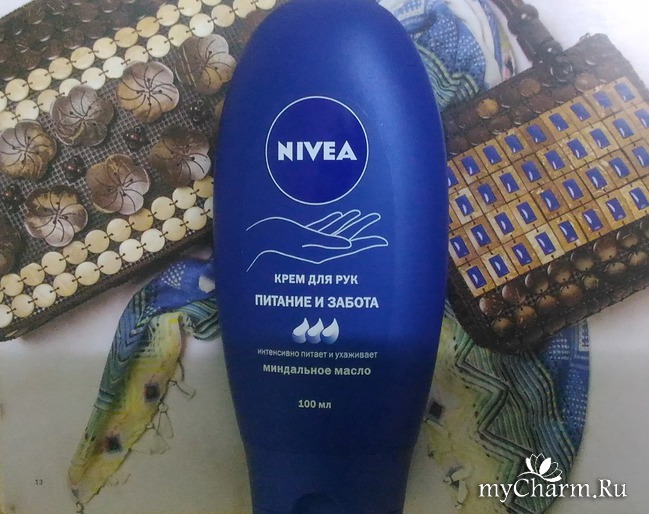 NIVEA
КРЕМ ДЛЯ РУК
ПИТАНИЕ И ЗАБОТА
интенсивно питает и ухаживает
миндальное масло
100 мл
13
myCharm.Ru